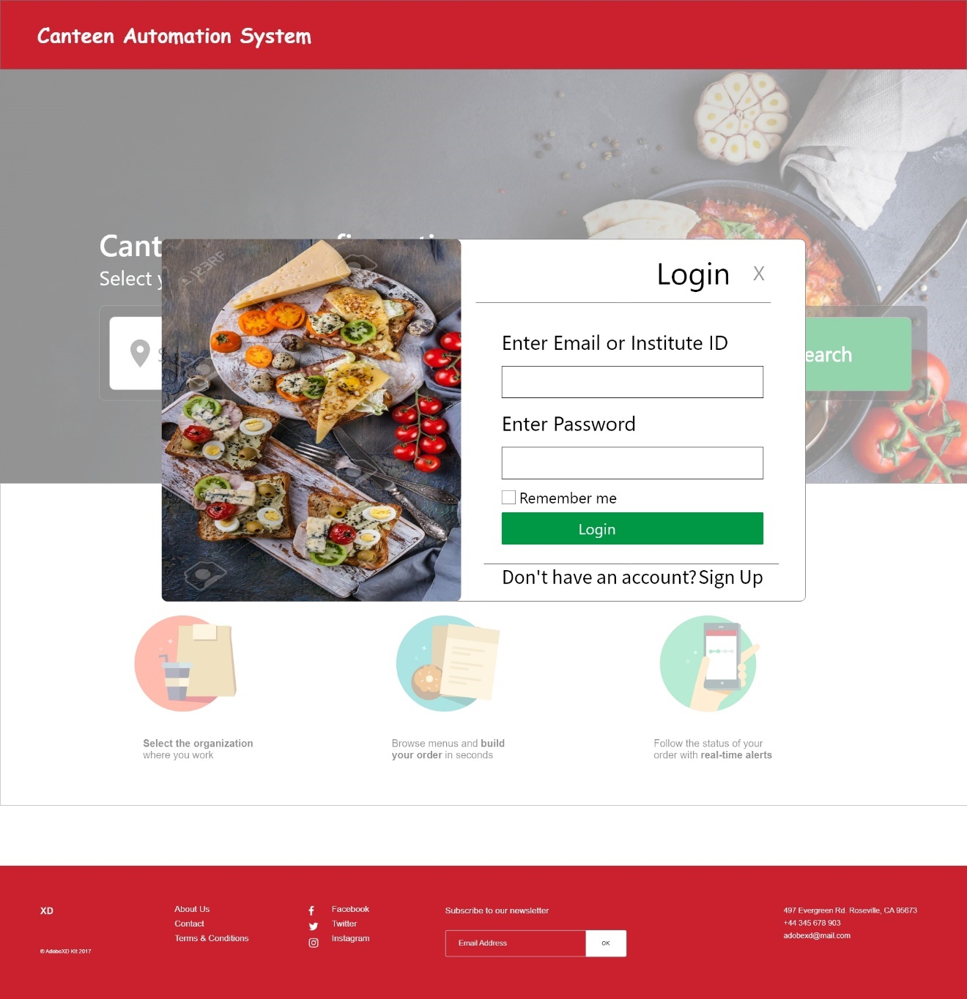 Canteen Automation System
Cant
Select
123RF
Login X
Enter Email or Institute ID
earch
Enter Password
Remember me
Login
Don't have an account? Sign Up
Select the organization
where you work
Browse menus and build
your order in seconds
Follow the status of your
order with real-time alerts
XD
© AdobeXD Kit 2017
About Us
Contact
Terms & Conditions
Facebook
Twitter
Instagram
Subscribe to our newsletter
Email Address
OK
497 Evergreen Rd. Roseville, CA 95673
+44 345 678 903
adobexd@mail.com